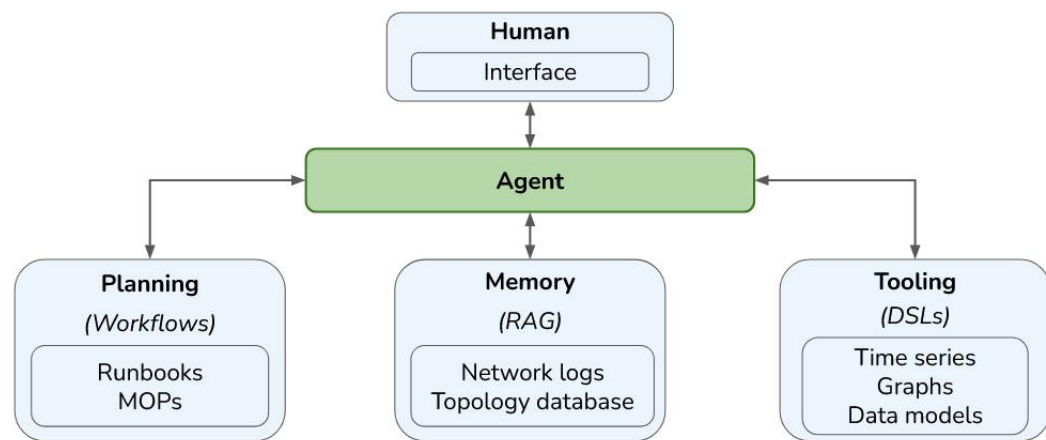 Human
Interface
Agent
Planning
(Workflows)
Runbooks
MOPs
Memory
(RAG)
Network logs
Topology database
Tooling
(DSLs)
Time series
Graphs
Data models